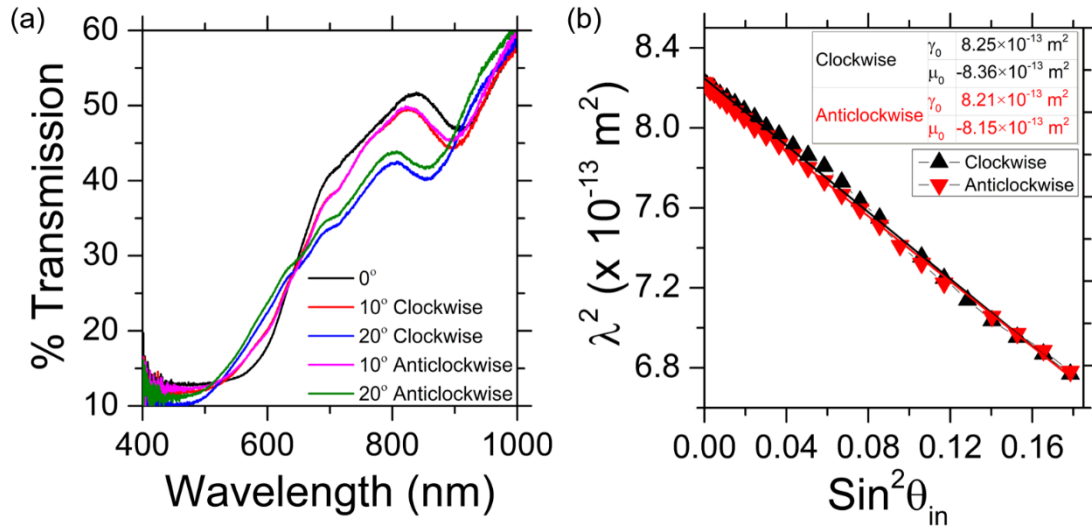 (a)
60
50
40
30
20
10
% Transmission
0°
10° Clockwise
20° Clockwise
10° Anticlockwise
20° Anticlockwise
400 500 600 700 800 900 1000
Wavelength (nm)
(b)
8.4
8.0
7.6
7.2
6.8
λ² (x 10⁻¹³ m²)
Clockwise γ₀ 8.25×10⁻¹³ m²
μ₀ -8.36×10⁻¹³ m²
Anticlockwise γ₀ 8.21×10⁻¹³ m²
μ₀ -8.15×10⁻¹³ m²
Clockwise
Anticlockwise
0.00 0.04 0.08 0.12 0.16
Sin²θin